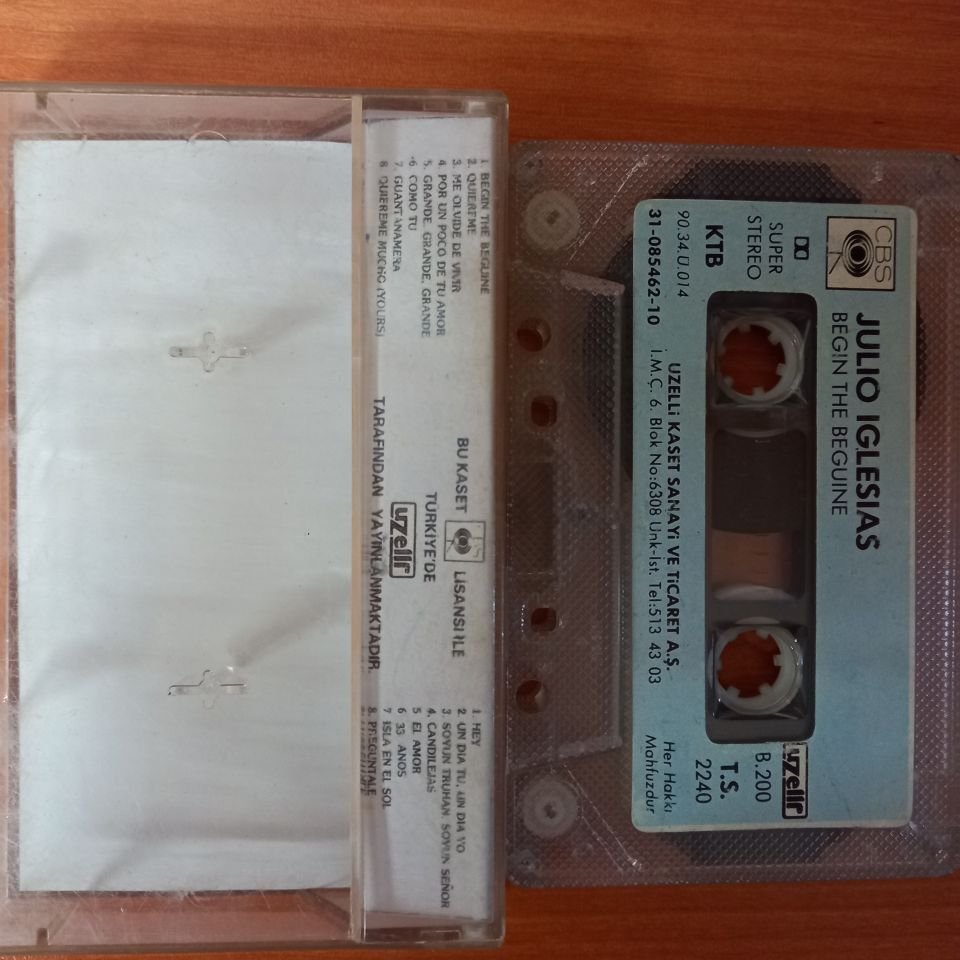 1. BEGIN THE BEGUINE
2. QUIEREME
3. ME OLVIDE DE VIVIR
4. POR UN POCO DE TU AMOR
5. GRANDE, GRANDE, GRANDE
6 COMO TU
7. GUANTANAMERA
8 QUIEREME MUCHO (YOURS)
BU KASET CBS LİSANSI İLE
TÜRKİYE'DE
uzelli
TARAFINDAN YAYINLANMAKTADIR.
1. HEY
2. UN DIA TU, UN DIA YO
3. SOY UN TRUHAN, SOY UN SEÑOR
4. CANDILEJAS
5 EL AMOR
6 33 AÑOS
7 ISLA EN EL SOL
8. PREGUNTALE
CBS
JULIO IGLESIAS
BEGIN THE BEGUINE
SUPER
STEREO
KTB
90.34.U.014
31-085462-10
uzelli
B.200
T.S.
2240
UZELLİ KASET SANAYİ VE TİCARET A.Ş.
İ.M.Ç. 6. Blok No:6308 Unk-İst. Tel:513 43 03
Her Hakkı
Mahfuzdur